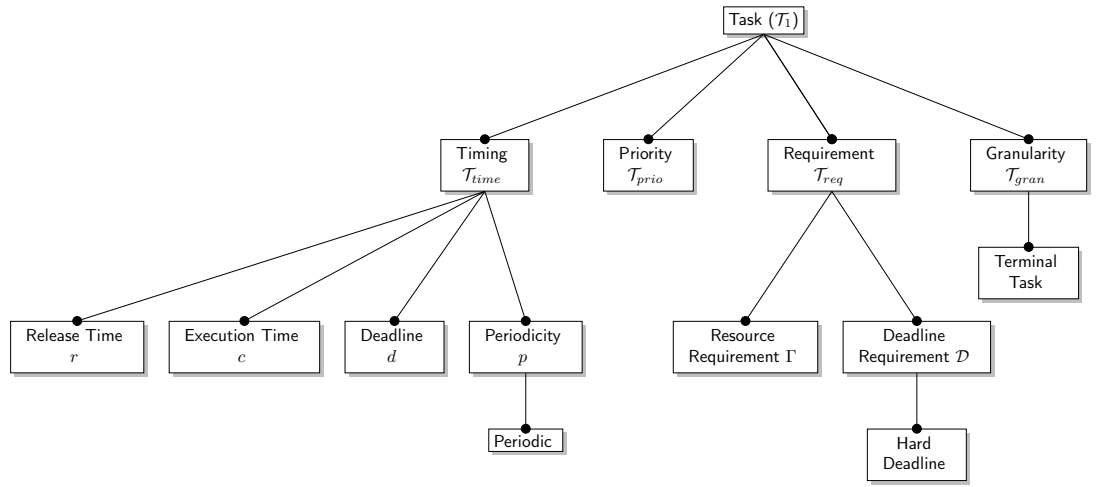 Task (𝒯₁)
Timing
𝒯time
Priority
𝒯prio
Requirement
𝒯req
Granularity
𝒯gran
Terminal
Task
Release Time
r
Execution Time
c
Deadline
d
Periodicity
p
Resource
Requirement Γ
Deadline
Requirement 𝒟
Periodic
Hard
Deadline